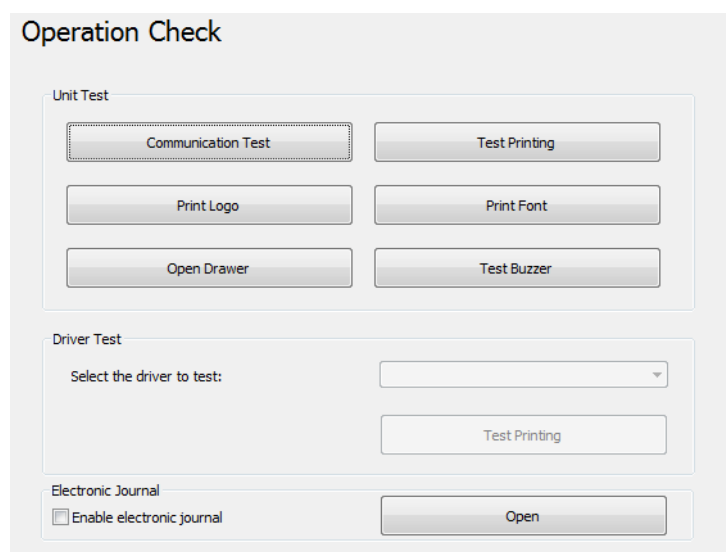 Operation Check
Unit Test
Communication Test
Test Printing
Print Logo
Print Font
Open Drawer
Test Buzzer
Driver Test
Select the driver to test:
Test Printing
Electronic Journal
Enable electronic journal
Open